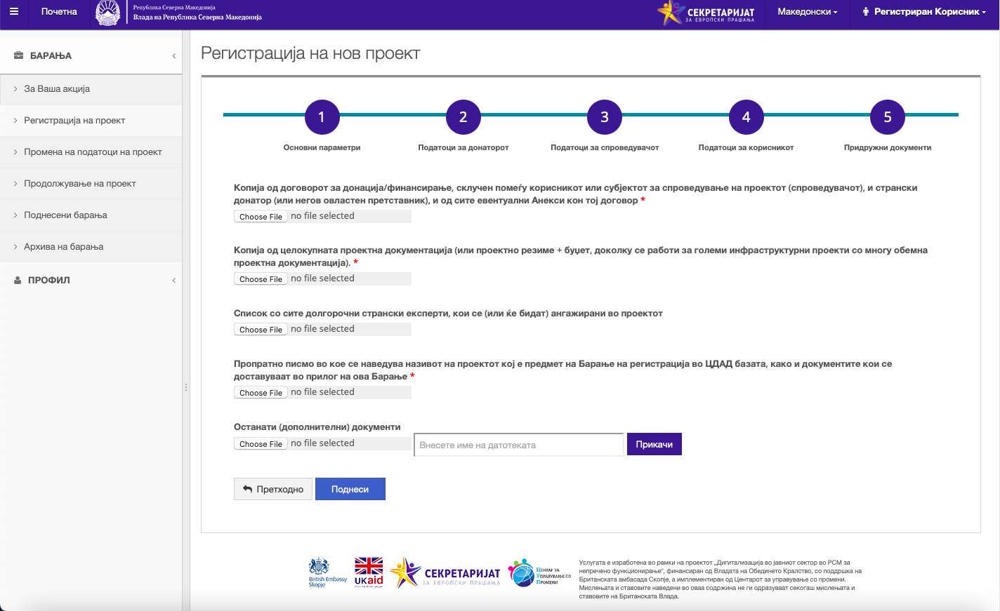 Почетна
Република Северна Македонија
Влада на Република Северна Македонија
СЕКРЕТАРИЈАТ
ЗА ЕВРОПСКИ ПРАШАЊА
Македонски
Регистриран Корисник
БАРАЊА
За Ваша акција
Регистрација на проект
Промена на податоци на проект
Продолжување на проект
Поднесени барања
Архива на барања
ПРОФИЛ
Регистрација на нов проект
1
2
3
4
5
Основни параметри
Податоци за донаторот
Податоци за спроведувачот
Податоци за корисникот
Придружни документи
Копија од договорот за донација/финансирање, склучен помеѓу корисникот или субјектот за спроведување на проектот (спроведувачот), и странски
донатор (или негов овластен претставник), и од сите евентуални Анекси кон тој договор *
Choose File no file selected
Копија од целокупната проектна документација (или проектно резиме + буџет, доколку се работи за големи инфраструктурни проекти со многу обемна
проектна документација). *
Choose File no file selected
Список со сите долгорочни странски експерти, кои се (или ќе бидат) ангажирани во проектот
Choose File no file selected
Пропратно писмо во кое се наведува називот на проектот кој е предмет на Барање на регистрација во ЦДАД базата, како и документите кои се
доставуваат во прилог на ова Барање *
Choose File no file selected
Останати (дополнителни) документи
Choose File no file selected
Внесете име на датотеката
Прикачи
Претходно
Поднеси
British Embassy
Skopje
UKaid
СЕКРЕТАРИЈАТ
ЗА ЕВРОПСКИ ПРАШАЊА
Центар за
Управување со
Промени
Услугата е изработена во рамки на проектот „Дигитализација во јавниот сектор во РСМ за
непречено функционирање“, финансиран од Владата на Обединето Кралство, со поддршка на
Британската амбасада Скопје, а имплементиран од Центарот за управување со промени.
Мислењата и ставовите наведени во оваа содржина не ги одразуваат секогаш мислењата и
ставовите на Британската Влада.